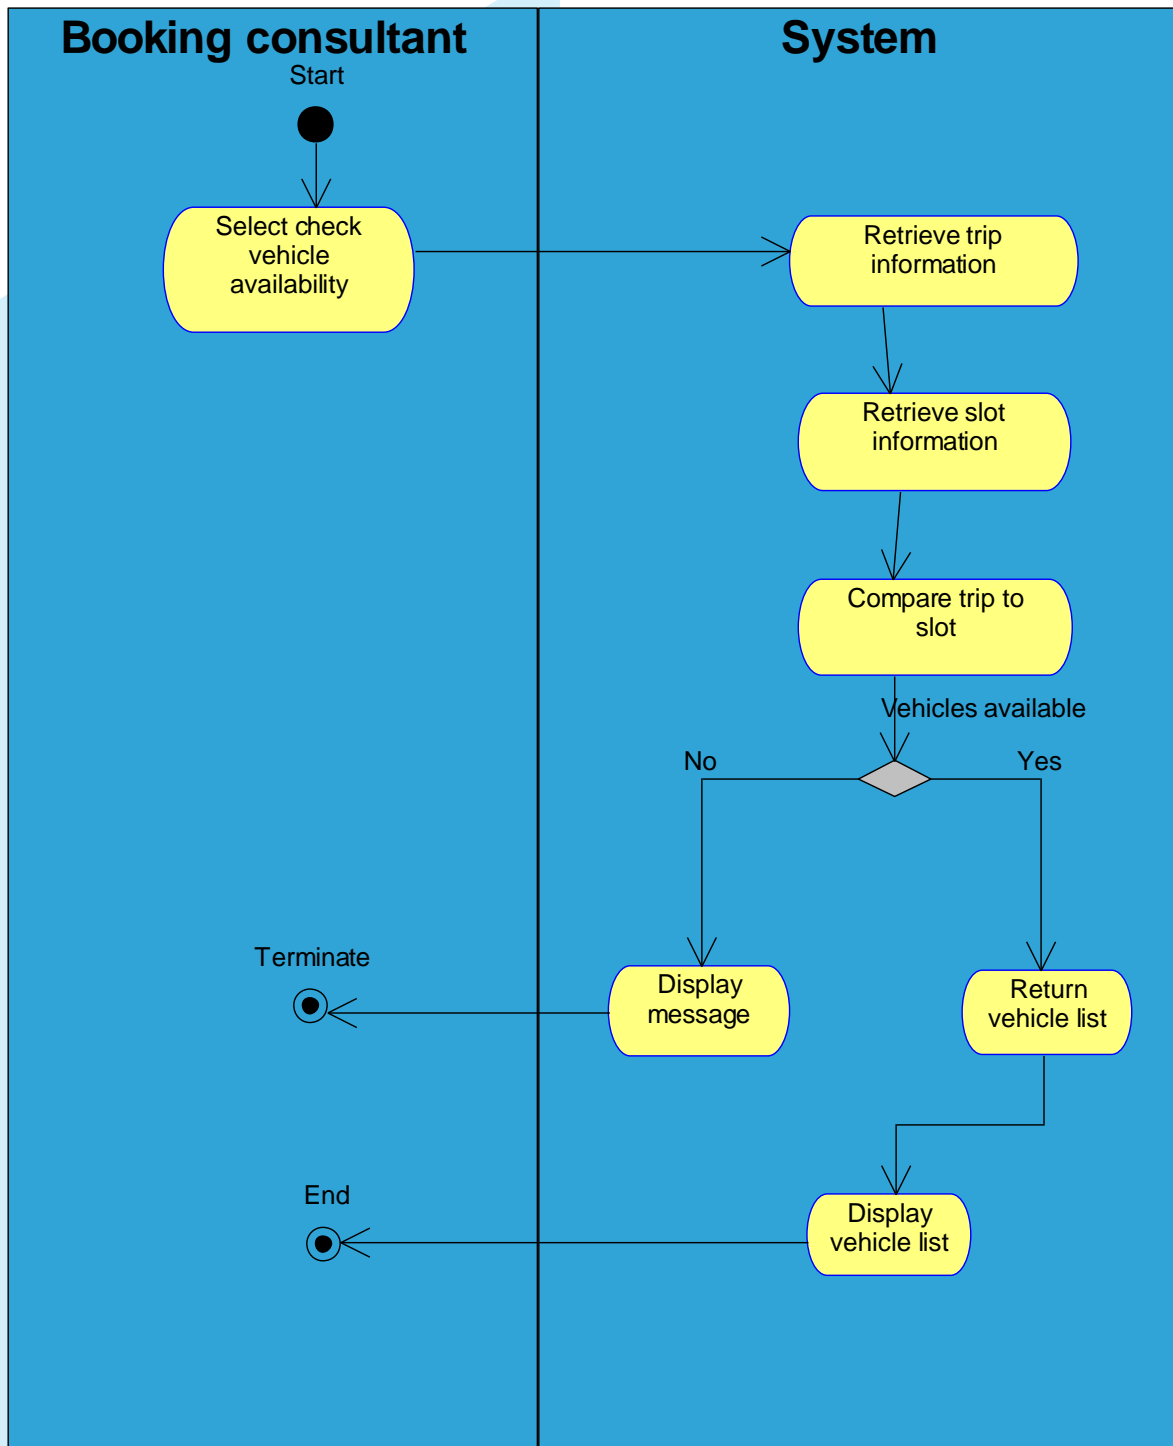 Booking consultant
System
Start
Select check
vehicle
availability
Retrieve trip
information
Retrieve slot
information
Compare trip to
slot
Vehicles available
No
Yes
Terminate
Display
message
Return
vehicle list
End
Display
vehicle list